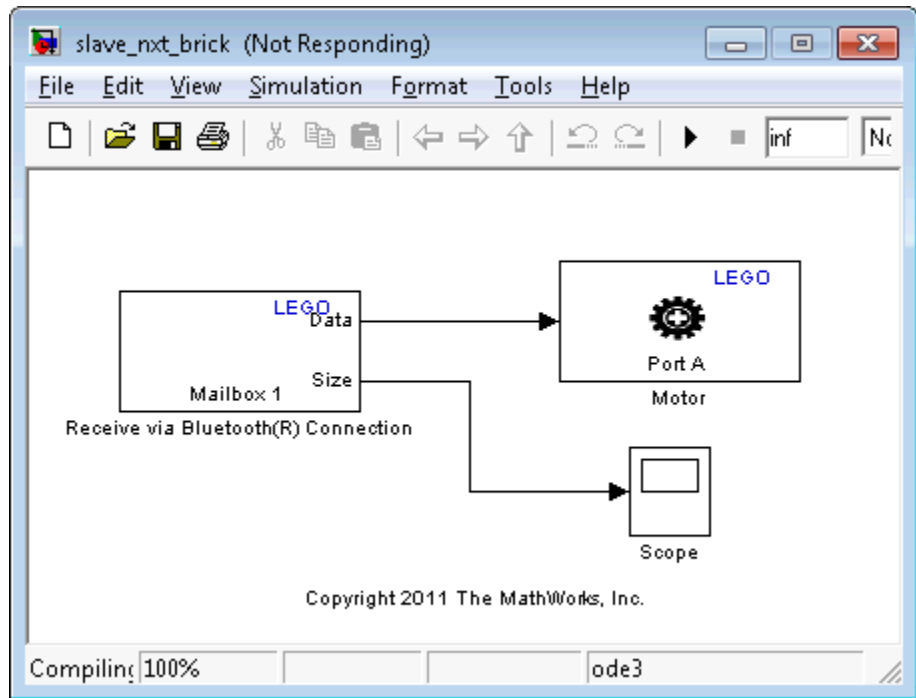 slave_nxt_brick (Not Responding)
File Edit View Simulation Format Tools Help
inf
LEGO
Data
Size
Mailbox 1
Receive via Bluetooth(R) Connection
LEGO
Port A
Motor
Scope
Copyright 2011 The MathWorks, Inc.
Compiling 100% ode3